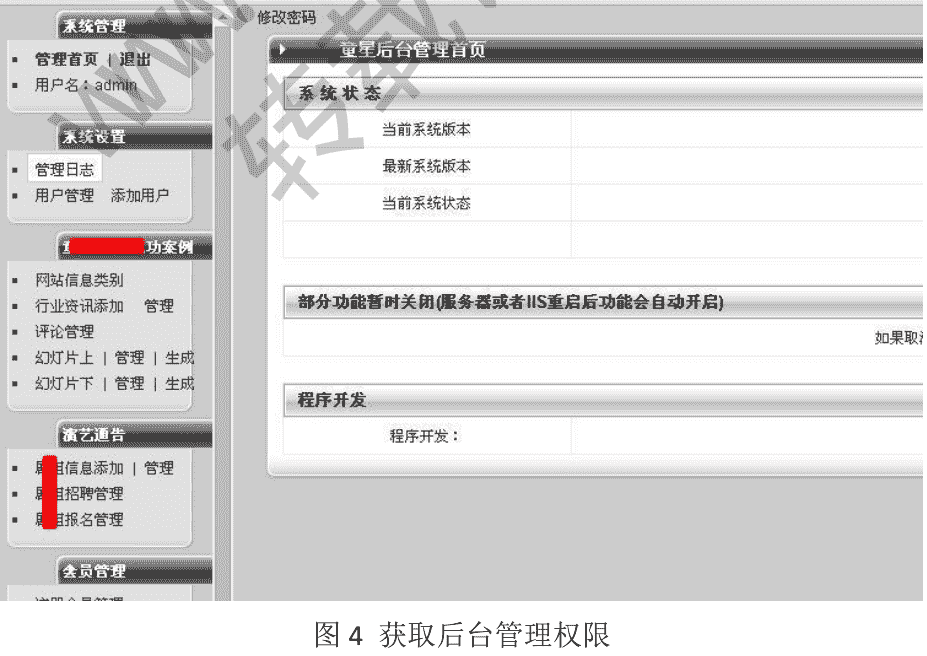 系统管理
管理首页 | 退出
用户名：admin
系统设置
管理日志
用户管理 添加用户
功案例
网站信息类别
行业资讯添加 管理
评论管理
幻灯片上 | 管理 | 生成
幻灯片下 | 管理 | 生成
演艺通告
信息添加 | 管理
招聘管理
报名管理
会员管理
修改密码
童星后台管理首页
系统状态
当前系统版本
最新系统版本
当前系统状态
部分功能暂时关闭(服务器或者IIS重启后功能会自动开启)
如果取
程序开发
程序开发：
www
转载
图 4 获取后台管理权限